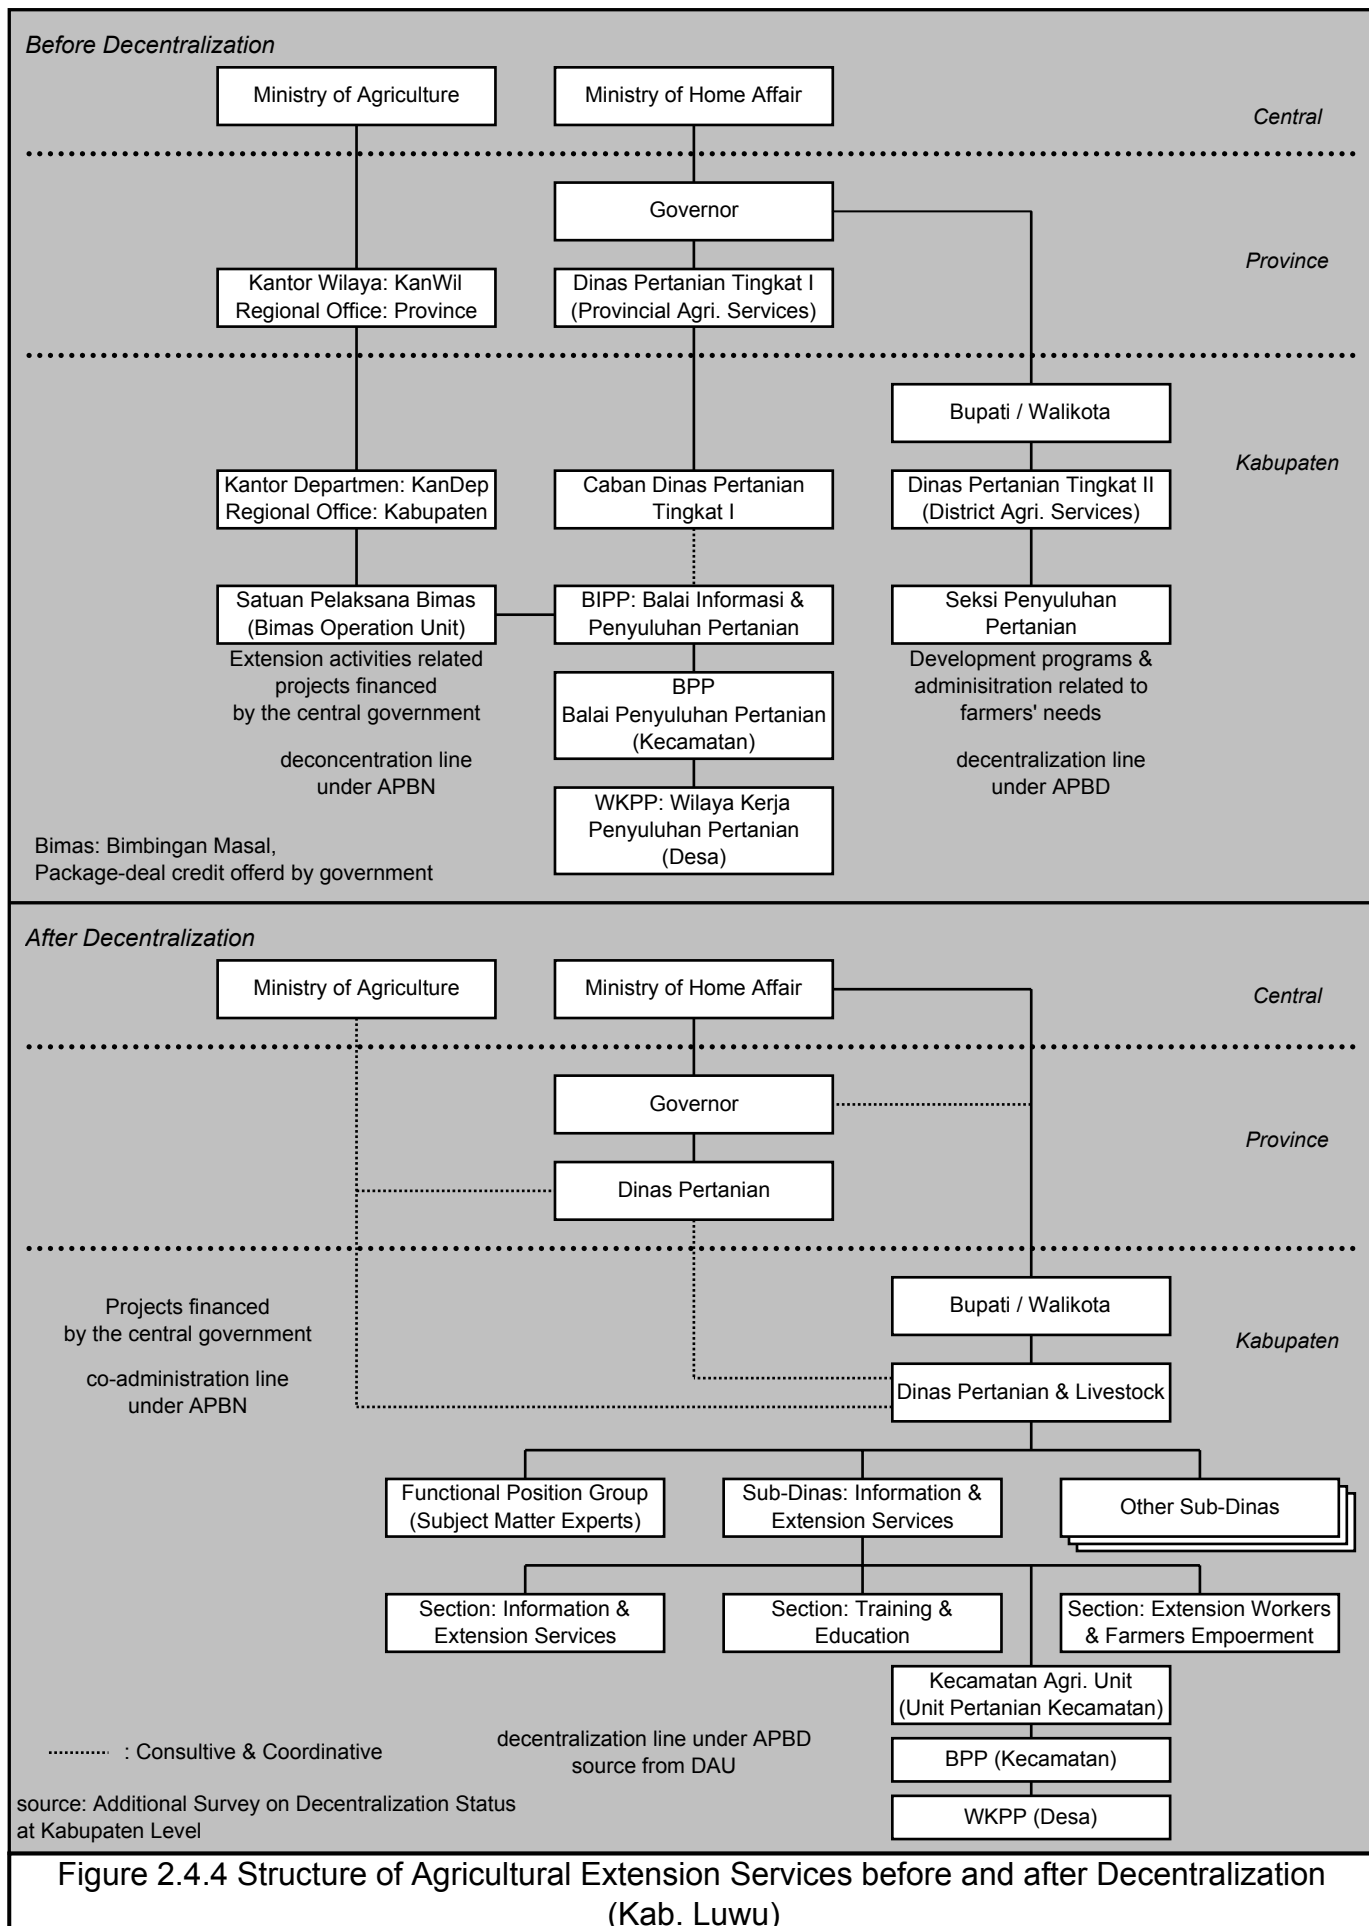 Before Decentralization
Ministry of Agriculture
Ministry of Home Affair
Central
Governor
Province
Kantor Wilaya: KanWil
Regional Office: Province
Dinas Pertanian Tingkat I
(Provincial Agri. Services)
Bupati / Walikota
Kabupaten
Kantor Departmen: KanDep
Regional Office: Kabupaten
Caban Dinas Pertanian
Tingkat I
Dinas Pertanian Tingkat II
(District Agri. Services)
Satuan Pelaksana Bimas
(Bimas Operation Unit)
BIPP: Balai Informasi &
Penyuluhan Pertanian
Seksi Penyuluhan
Pertanian
Extension activities related
projects financed
by the central government
BPP
Balai Penyuluhan Pertanian
(Kecamatan)
Development programs &
adminisitration related to
farmers' needs
deconcentration line
under APBN
decentralization line
under APBD
WKPP: Wilaya Kerja
Penyuluhan Pertanian
(Desa)
Bimas: Bimbingan Masal,
Package-deal credit offerd by government
After Decentralization
Ministry of Agriculture
Ministry of Home Affair
Central
Governor
Province
Dinas Pertanian
Bupati / Walikota
Projects financed
by the central government
Kabupaten
co-administration line
under APBN
Dinas Pertanian & Livestock
Functional Position Group
(Subject Matter Experts)
Sub-Dinas: Information &
Extension Services
Other Sub-Dinas
Section: Information &
Extension Services
Section: Training &
Education
Section: Extension Workers
& Farmers Empoerment
Kecamatan Agri. Unit
(Unit Pertanian Kecamatan)
: Consultive & Coordinative
decentralization line under APBD
source from DAU
BPP (Kecamatan)
source: Additional Survey on Decentralization Status
at Kabupaten Level
WKPP (Desa)
Figure 2.4.4 Structure of Agricultural Extension Services before and after Decentralization
(Kab. Luwu)